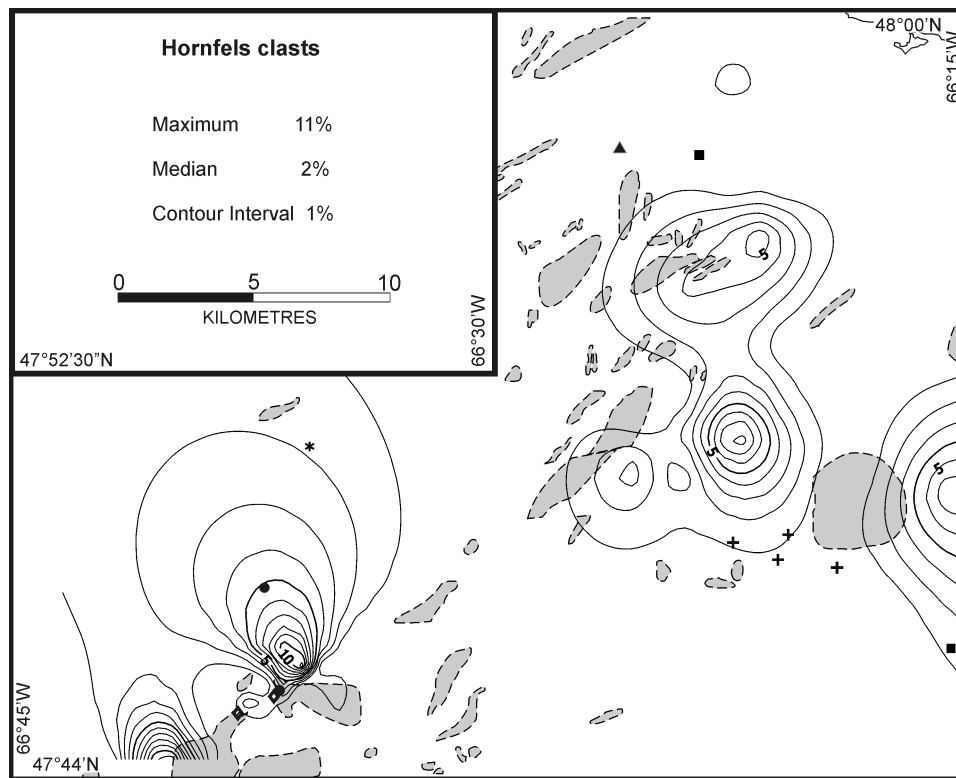 Hornfels clasts
Maximum 11%
Median 2%
Contour Interval 1%
0 5 10
KILOMETRES
47°52’30”N
66°30’W
48°00’N
66°15’W
5
5
5
5
10
66°45’W
47°44’N